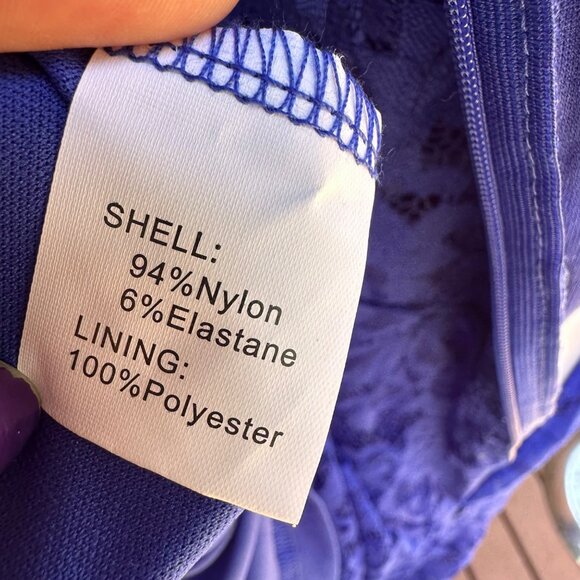 SHELL:
94%Nylon
6%Elastane
LINING:
100%Polyester